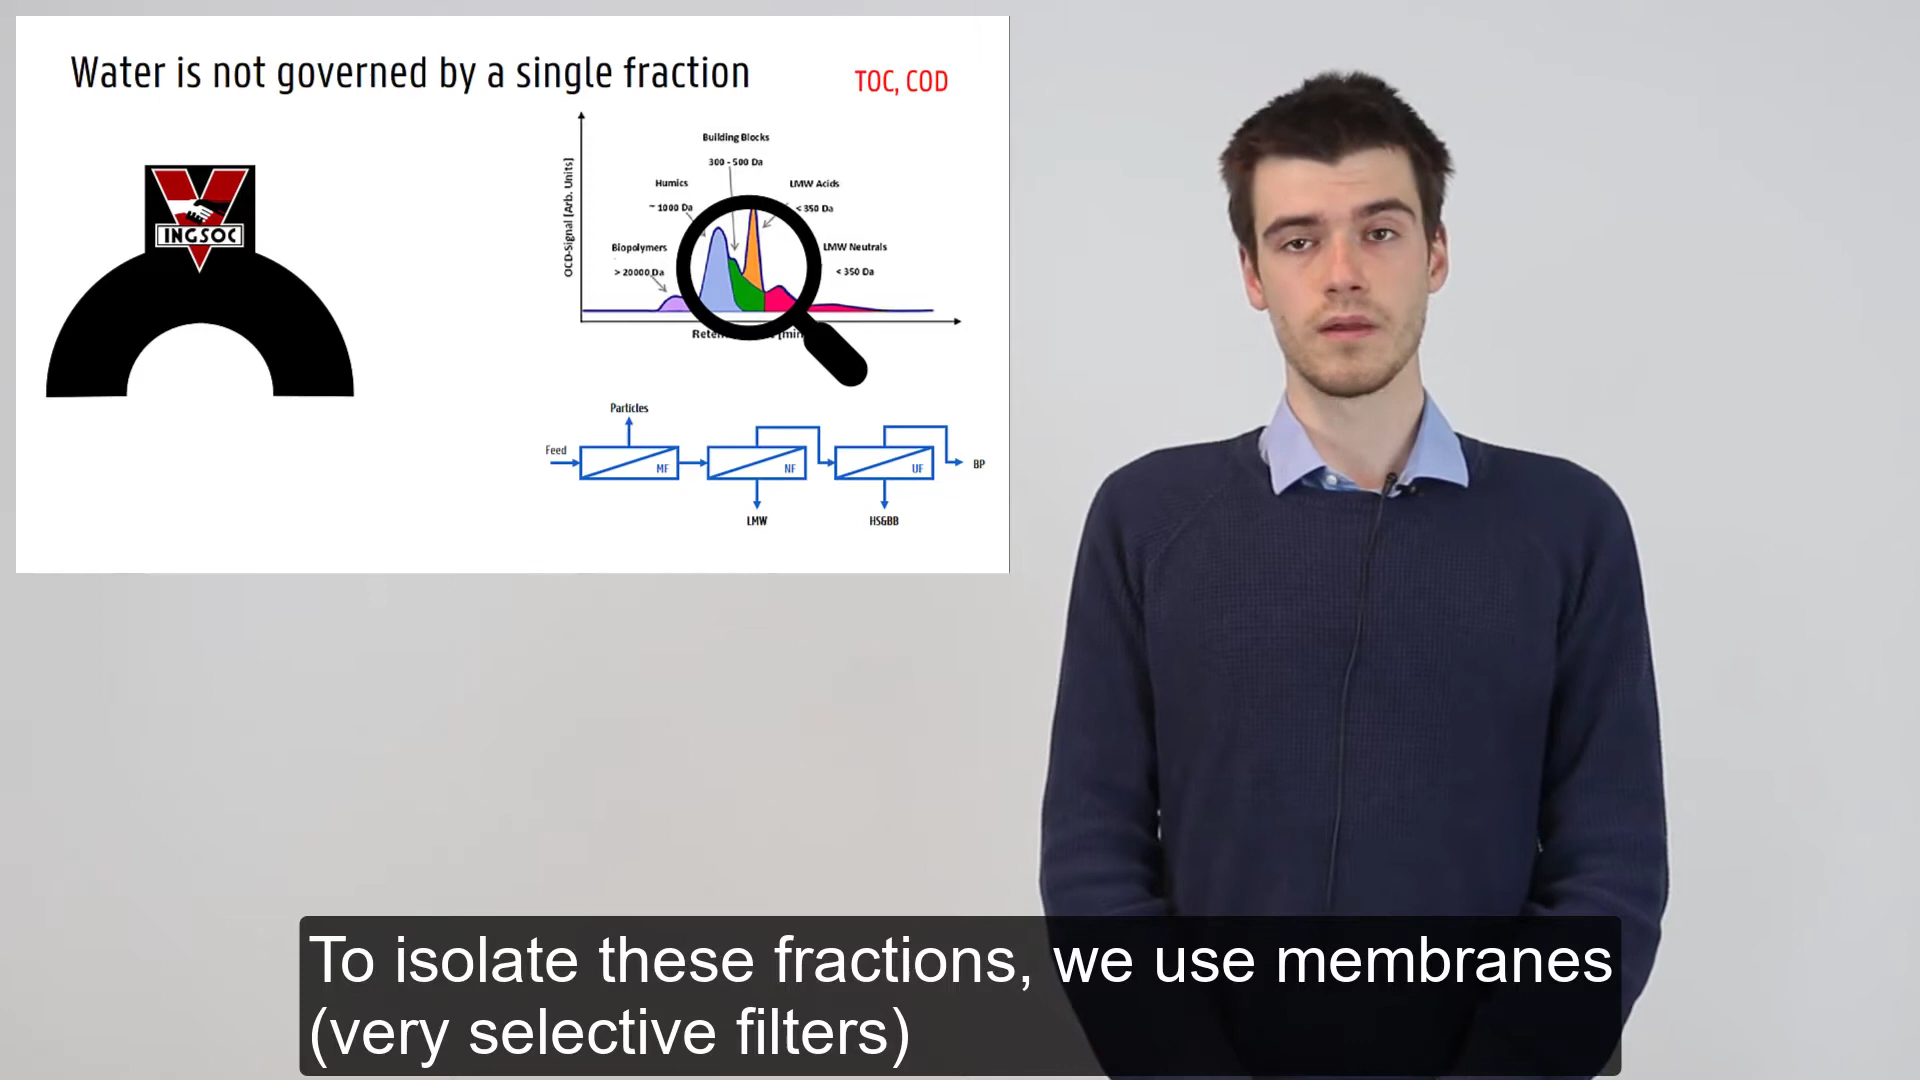 Water is not governed by a single fraction
TOC, COD
INGSOC
OCD-Signal [Arb. Units]
Building Blocks
300 - 500 Da
Humics
~ 1000 Da
LMW Acids
< 350 Da
Biopolymers
> 20000 Da
LMW Neutrals
< 350 Da
Particles
Feed
MF
NF
UF
BP
LMW
HS&BB
To isolate these fractions, we use membranes
(very selective filters)